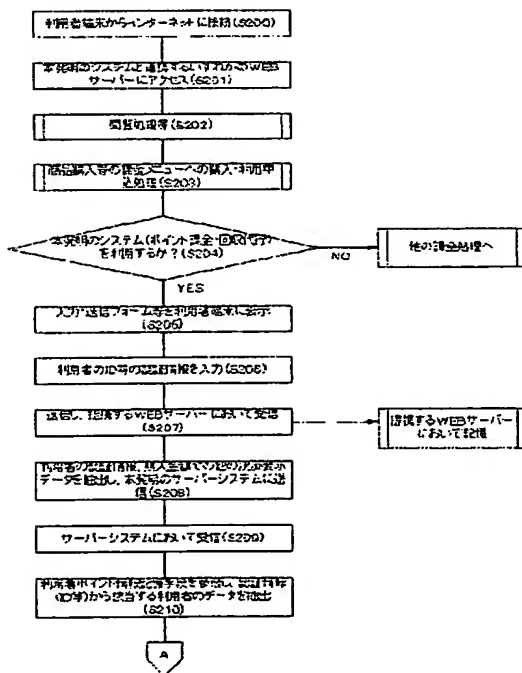 利用者端末からインターネットに接続(S200)
本発明のシステムと連携するいずれかのWEB
サーバーにアクセス(S201)
閲覧処理等(S202)
商品購入等の課金メニューへの購入・利用申
込処理(S203)
本発明のシステム(ポイント課金・回収代行)
を利用するか?(S204)
NO
他の課金処理へ
YES
入力・送信フォーム等を利用者端末に表示
(S205)
利用者のID等の認証情報を入力(S206)
送信し、提携するWEBサーバーにおいて受信
(S207)
提携するWEBサーバー
において記憶
利用者の認証情報、購入金額その他の決済
データを抽出し、本発明のサーバーシステムに送
信(S208)
サーバーシステムにおいて受信(S209)
利用者ポイント情報記憶手段を参照し、認証情報
(ID等)から該当する利用者のデータを抽出
(S210)
A